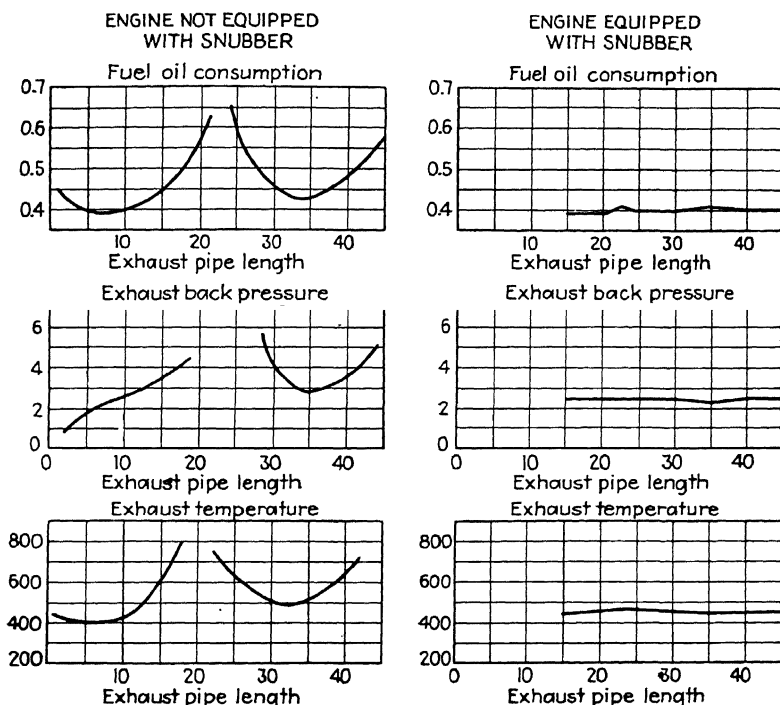 ENGINE NOT EQUIPPED
WITH SNUBBER
Fuel oil consumption
0.7
0.6
0.5
0.4
10 20 30 40
Exhaust pipe length
Exhaust back pressure
6
4
2
0
0 10 20 30 40
Exhaust pipe length
Exhaust temperature
800
600
400
200
10 20 30 40
Exhaust pipe length
ENGINE EQUIPPED
WITH SNUBBER
Fuel oil consumption
0.7
0.6
0.5
0.4
10 20 30 40
Exhaust pipe length
Exhaust back pressure
6
4
2
0
0 10 20 30 40
Exhaust pipe length
Exhaust temperature
800
600
400
200
0 10 20 30 40
Exhaust pipe length